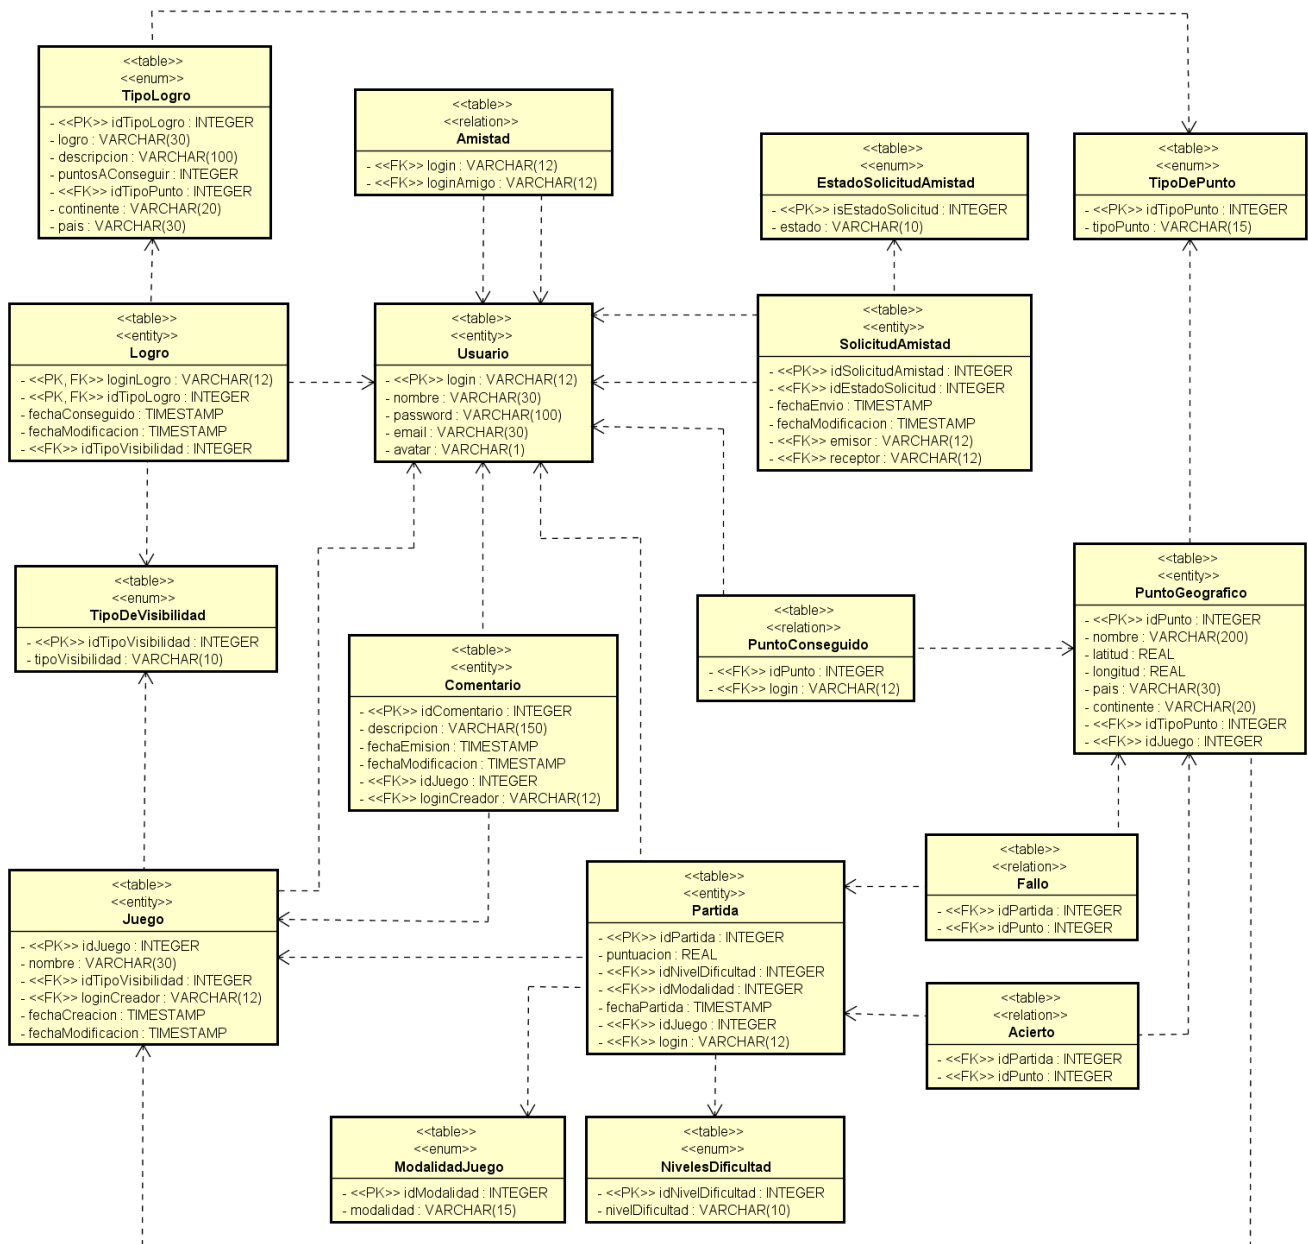 <<table>>
<<enum>>
TipoLogro
- <<PK>> idTipoLogro : INTEGER
- logro : VARCHAR(30)
- descripcion : VARCHAR(100)
- puntosAConseguir : INTEGER
- <<FK>> idTipoPunto : INTEGER
- continente : VARCHAR(20)
- pais : VARCHAR(30)
<<table>>
<<relation>>
Amistad
- <<FK>> login : VARCHAR(12)
- <<FK>> loginAmigo : VARCHAR(12)
<<table>>
<<enum>>
EstadoSolicitudAmistad
- <<PK>> isEstadoSolicitud : INTEGER
- estado : VARCHAR(10)
<<table>>
<<enum>>
TipoDePunto
- <<PK>> idTipoPunto : INTEGER
- tipoPunto : VARCHAR(15)
<<table>>
<<entity>>
Logro
- <<PK, FK>> loginLogro : VARCHAR(12)
- <<PK, FK>> idTipoLogro : INTEGER
- fechaConseguido : TIMESTAMP
- fechaModificacion : TIMESTAMP
- <<FK>> idTipoVisibilidad : INTEGER
<<table>>
<<entity>>
Usuario
- <<PK>> login : VARCHAR(12)
- nombre : VARCHAR(30)
- password : VARCHAR(100)
- email : VARCHAR(30)
- avatar : VARCHAR(1)
<<table>>
<<entity>>
SolicitudAmistad
- <<PK>> idSolicitudAmistad : INTEGER
- <<FK>> idEstadoSolicitud : INTEGER
- fechaEnvio : TIMESTAMP
- fechaModificacion : TIMESTAMP
- <<FK>> emisor : VARCHAR(12)
- <<FK>> receptor : VARCHAR(12)
<<table>>
<<enum>>
TipoDeVisibilidad
- <<PK>> idTipoVisibilidad : INTEGER
- tipoVisibilidad : VARCHAR(10)
<<table>>
<<entity>>
Comentario
- <<PK>> idComentario : INTEGER
- descripcion : VARCHAR(150)
- fechaEmision : TIMESTAMP
- fechaModificacion : TIMESTAMP
- <<FK>> idJuego : INTEGER
- <<FK>> loginCreador : VARCHAR(12)
<<table>>
<<relation>>
PuntoConseguido
- <<FK>> idPunto : INTEGER
- <<FK>> login : VARCHAR(12)
<<table>>
<<entity>>
PuntoGeografico
- <<PK>> idPunto : INTEGER
- nombre : VARCHAR(200)
- latitud : REAL
- longitud : REAL
- pais : VARCHAR(30)
- continente : VARCHAR(20)
- <<FK>> idTipoPunto : INTEGER
- <<FK>> idJuego : INTEGER
<<table>>
<<entity>>
Juego
- <<PK>> idJuego : INTEGER
- nombre : VARCHAR(30)
- <<FK>> idTipoVisibilidad : INTEGER
- <<FK>> loginCreador : VARCHAR(12)
- fechaCreacion : TIMESTAMP
- fechaModificacion : TIMESTAMP
<<table>>
<<entity>>
Partida
- <<PK>> idPartida : INTEGER
- puntuacion : REAL
- <<FK>> idNivelDificultad : INTEGER
- <<FK>> idModalidad : INTEGER
- fechaPartida : TIMESTAMP
- <<FK>> idJuego : INTEGER
- <<FK>> login : VARCHAR(12)
<<table>>
<<relation>>
Fallo
- <<FK>> idPartida : INTEGER
- <<FK>> idPunto : INTEGER
<<table>>
<<relation>>
Acierto
- <<FK>> idPartida : INTEGER
- <<FK>> idPunto : INTEGER
<<table>>
<<enum>>
ModalidadJuego
- <<PK>> idModalidad : INTEGER
- modalidad : VARCHAR(15)
<<table>>
<<enum>>
NivelesDificultad
- <<PK>> idNivelDificultad : INTEGER
- nivelDificultad : VARCHAR(10)